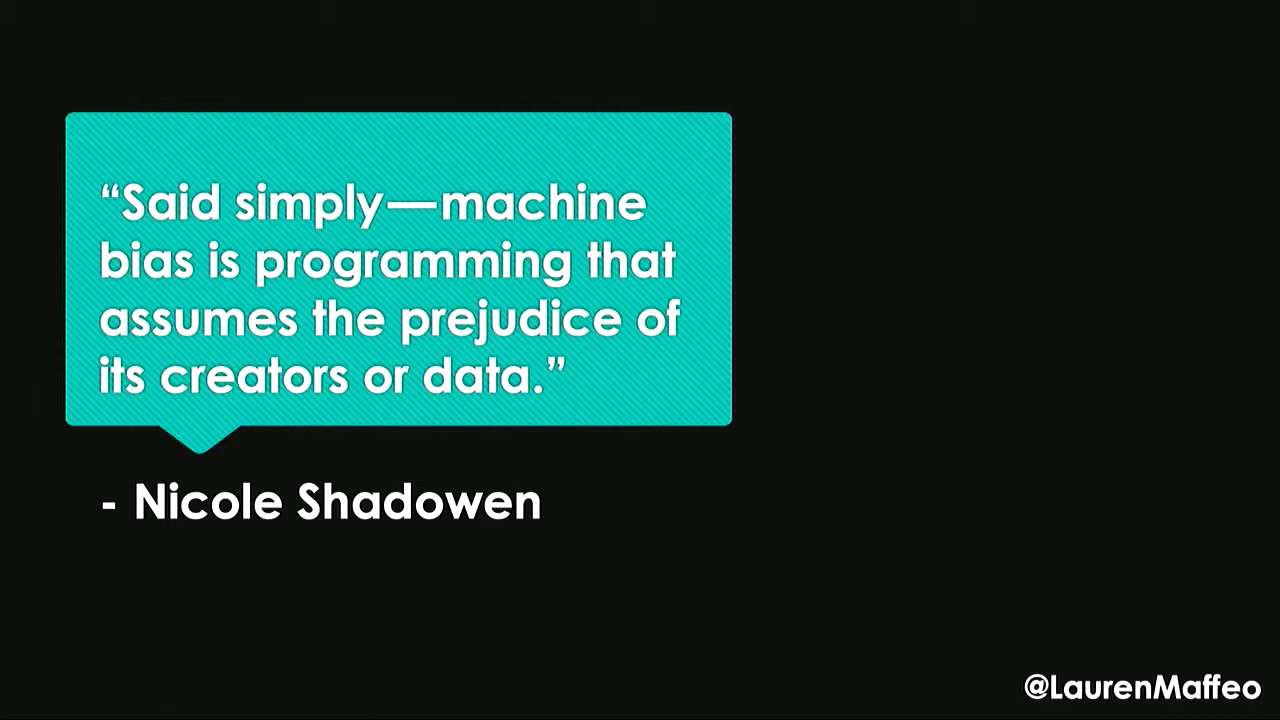 “Said simply—machine
bias is programming that
assumes the prejudice of
its creators or data.”
- Nicole Shadowen
@LaurenMaffeo